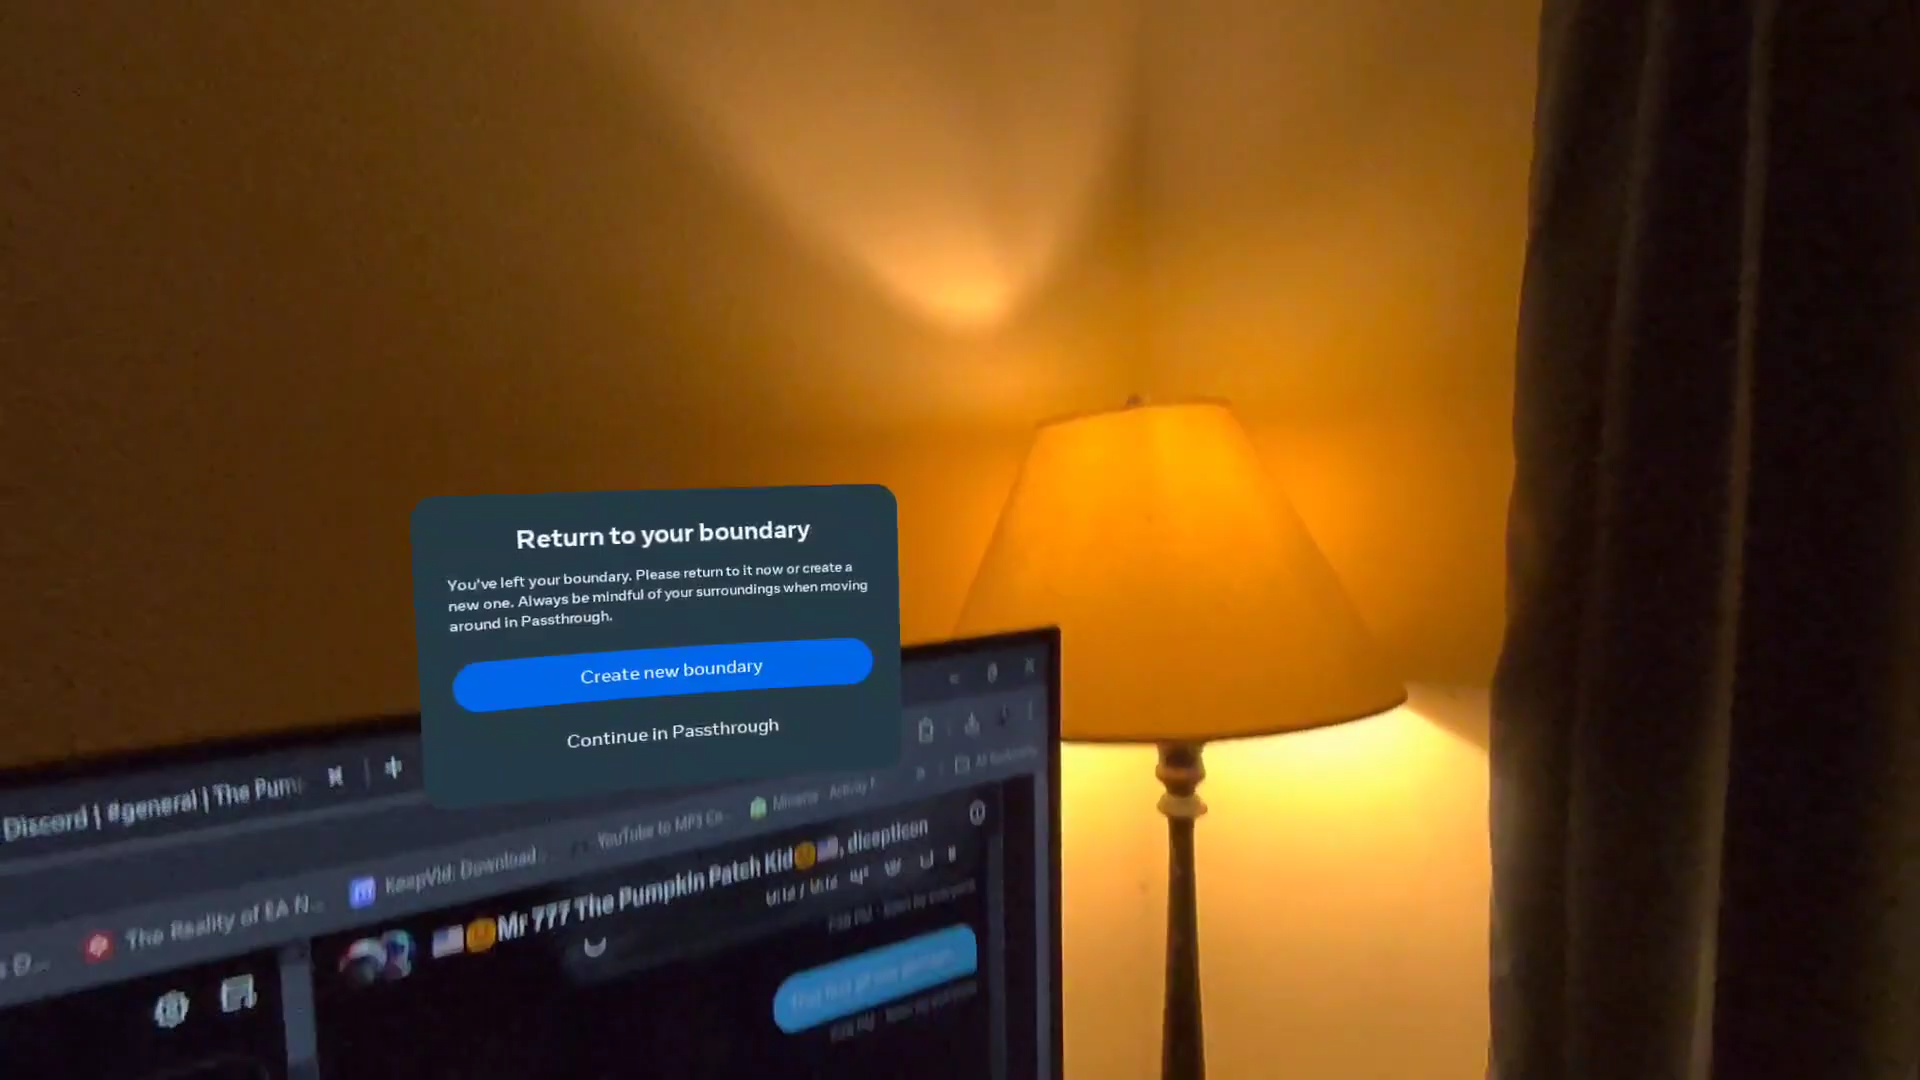 Return to your boundary
You've left your boundary. Please return to it now or create a
new one. Always be mindful of your surroundings when moving
around in Passthrough.
Create new boundary
Continue in Passthrough
Discord | #general | The Pum
YouTube to MP3 Co...
KeepVid: Download...
The Reality of EA N...
Mr 777 The Pumpkin Patch Kid, dicepticon